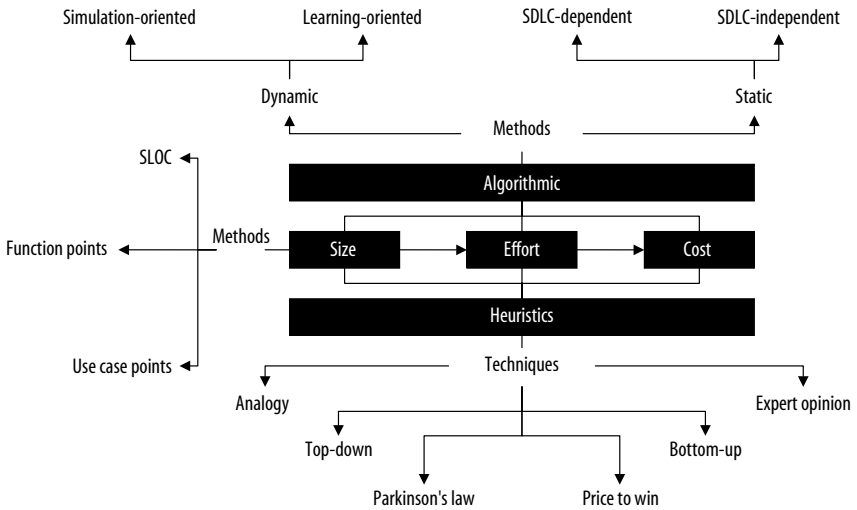 Simulation-oriented
Learning-oriented
SDLC-dependent
SDLC-independent
Dynamic
Static
Methods
SLOC
Algorithmic
Function points
Methods
Size
Effort
Cost
Heuristics
Use case points
Techniques
Analogy
Expert opinion
Top-down
Bottom-up
Parkinson's law
Price to win